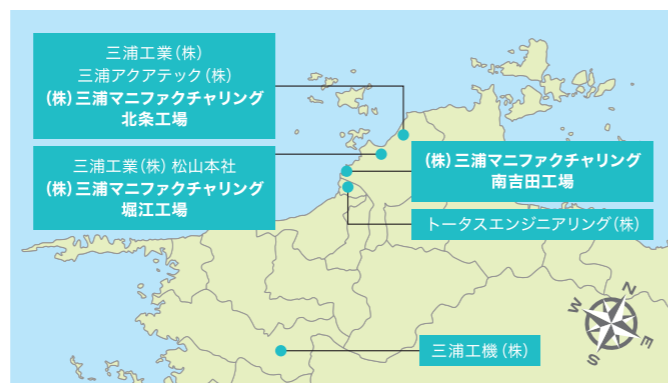 三浦工業(株)
三浦アクアテック(株)
(株)三浦マニファクチャリング
北条工場
三浦工業(株)松山本社
(株)三浦マニファクチャリング
堀江工場
(株)三浦マニファクチャリング
南吉田工場
トータスエンジニアリング(株)
三浦工機(株)
N
W
E
S